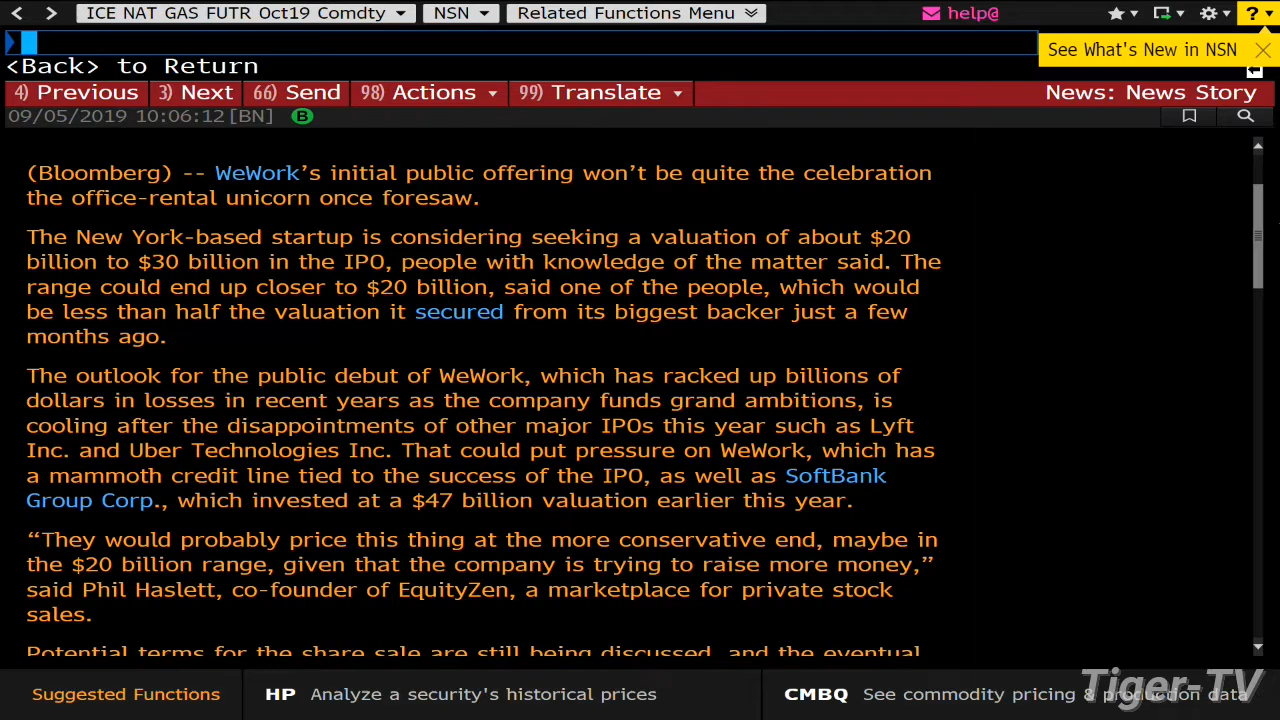 ICE NAT GAS FUTR Oct19 Comdty NSN Related Functions Menu help@ ?
See What's New in NSN
<Back> to Return
4) Previous 3) Next 66) Send 98) Actions 99) Translate News: News Story
09/05/2019 10:06:12 [BN] B
(Bloomberg) -- WeWork’s initial public offering won’t be quite the celebration
the office-rental unicorn once foresaw.
The New York-based startup is considering seeking a valuation of about $20
billion to $30 billion in the IPO, people with knowledge of the matter said. The
range could end up closer to $20 billion, said one of the people, which would
be less than half the valuation it secured from its biggest backer just a few
months ago.
The outlook for the public debut of WeWork, which has racked up billions of
dollars in losses in recent years as the company funds grand ambitions, is
cooling after the disappointments of other major IPOs this year such as Lyft
Inc. and Uber Technologies Inc. That could put pressure on WeWork, which has
a mammoth credit line tied to the success of the IPO, as well as SoftBank
Group Corp., which invested at a $47 billion valuation earlier this year.
“They would probably price this thing at the more conservative end, maybe in
the $20 billion range, given that the company is trying to raise more money,”
said Phil Haslett, co-founder of EquityZen, a marketplace for private stock
sales.
Potential terms for the share sale are still being discussed, and the eventual
Suggested Functions HP Analyze a security's historical prices CMBQ See commodity pricing & production data
Tiger-TV